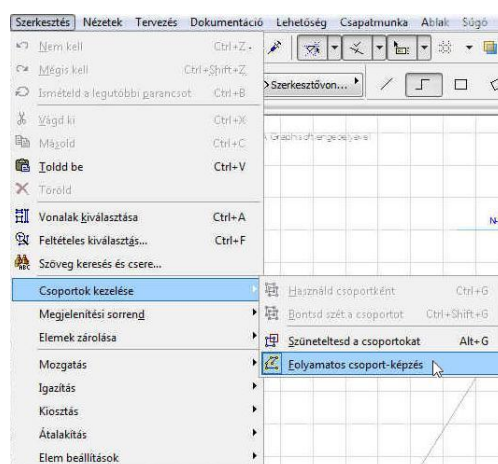 Szerkesztés Nézetek Tervezés Dokumentáció Lehetőség Csapatmunka Ablak Súgó
Nem kell Ctrl+Z
Mégis kell Ctrl+Shift+Z
Ismételd a legutóbbi parancsot Ctrl+B
Szerkesztővon...
Vágd ki Ctrl+X
Másold Ctrl+C
Toldd be Ctrl+V
Töröld
Vonalak kiválasztása Ctrl+A
Feltételes kiválasztás... Ctrl+F
Szöveg keresés és csere...
Csoportok kezelése
Használd csoportként Ctrl+G
Megjelenítési sorrend
Bontsd szét a csoportot Ctrl+Shift+G
Elemek zárolása
Szüneteltesd a csoportokat Alt+G
Mozgatás
Folyamatos csoport-képzés
Igazítás
Kiosztás
Átalakítás
Elem beállítások